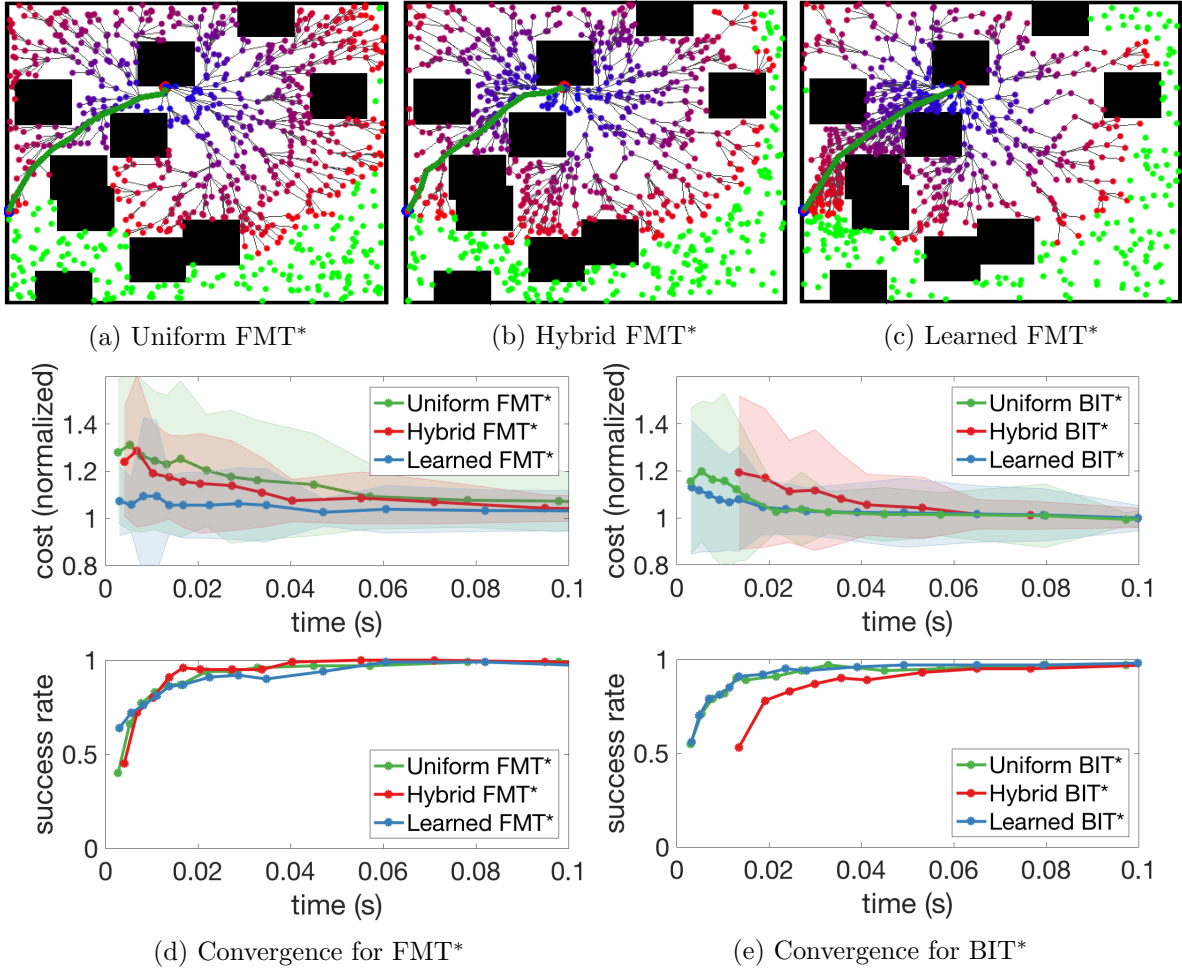 (a) Uniform FMT* (b) Hybrid FMT* (c) Learned FMT*
cost (normalized)
1.4
1.2
1
0.8
Uniform FMT*
Hybrid FMT*
Learned FMT*
0 0.02 0.04 0.06 0.08 0.1
time (s)
cost (normalized)
1.4
1.2
1
0.8
Uniform BIT*
Hybrid BIT*
Learned BIT*
0 0.02 0.04 0.06 0.08 0.1
time (s)
success rate
1
0.5
0
Uniform FMT*
Hybrid FMT*
Learned FMT*
0 0.02 0.04 0.06 0.08 0.1
time (s)
success rate
1
0.5
0
Uniform BIT*
Hybrid BIT*
Learned BIT*
0 0.02 0.04 0.06 0.08 0.1
time (s)
(d) Convergence for FMT* (e) Convergence for BIT*